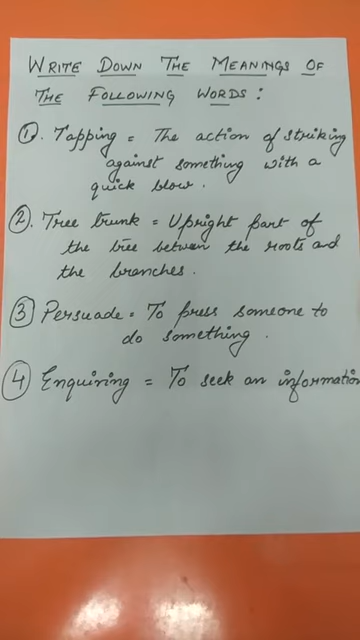 WRITE DOWN THE MEANINGS OF
THE FOLLOWING WORDS:
①. Tapping = The action of striking
against something with a
quick blow.
②. Tree trunk = Upright part of
the tree between the roots and
the branches.
③ Persuade = To press someone to
do something.
④ Enquiring = To seek an information